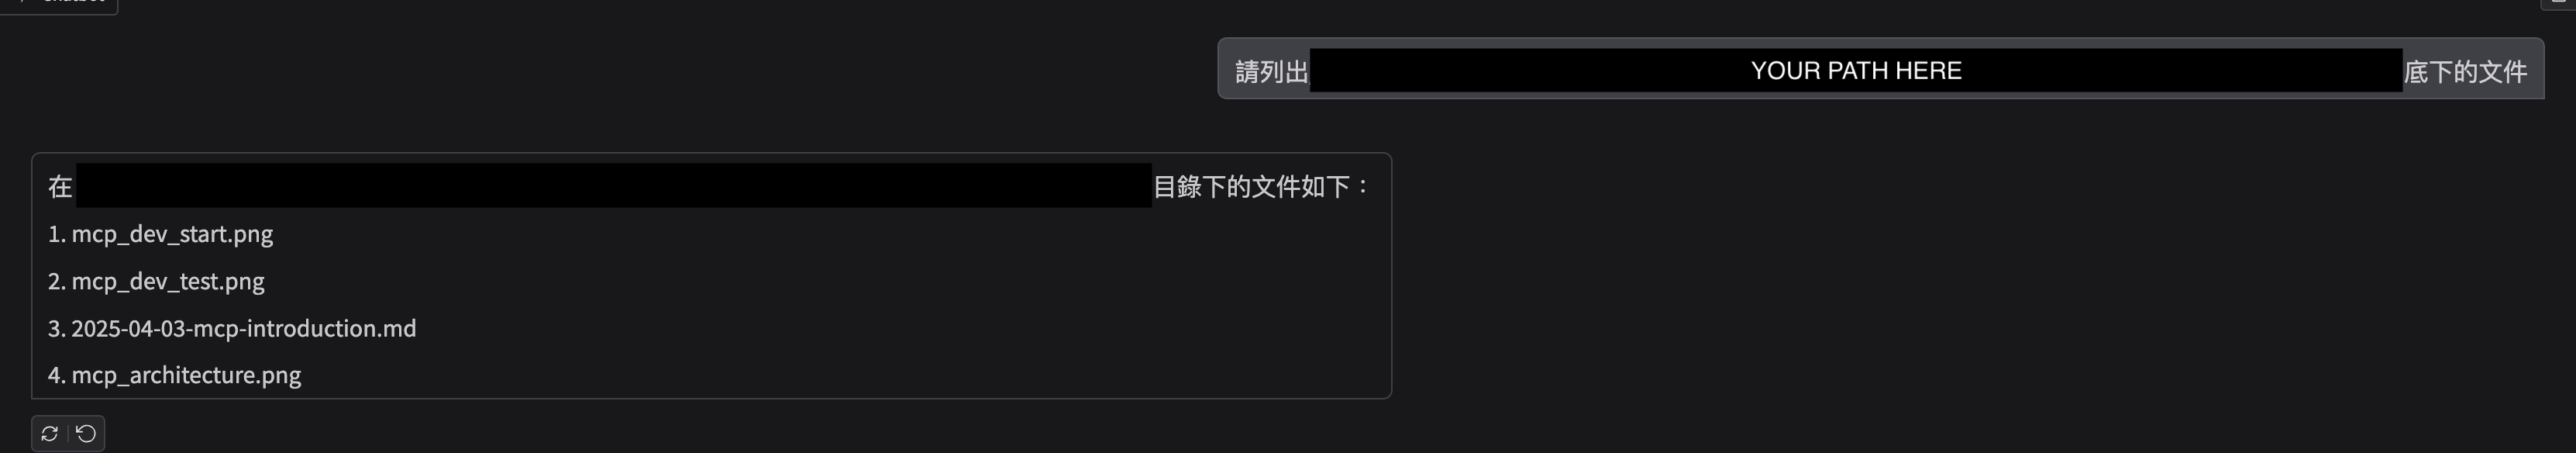 Chatbot
請列出 YOUR PATH HERE 底下的文件
在 目錄下的文件如下：
1. mcp_dev_start.png
2. mcp_dev_test.png
3. 2025-04-03-mcp-introduction.md
4. mcp_architecture.png